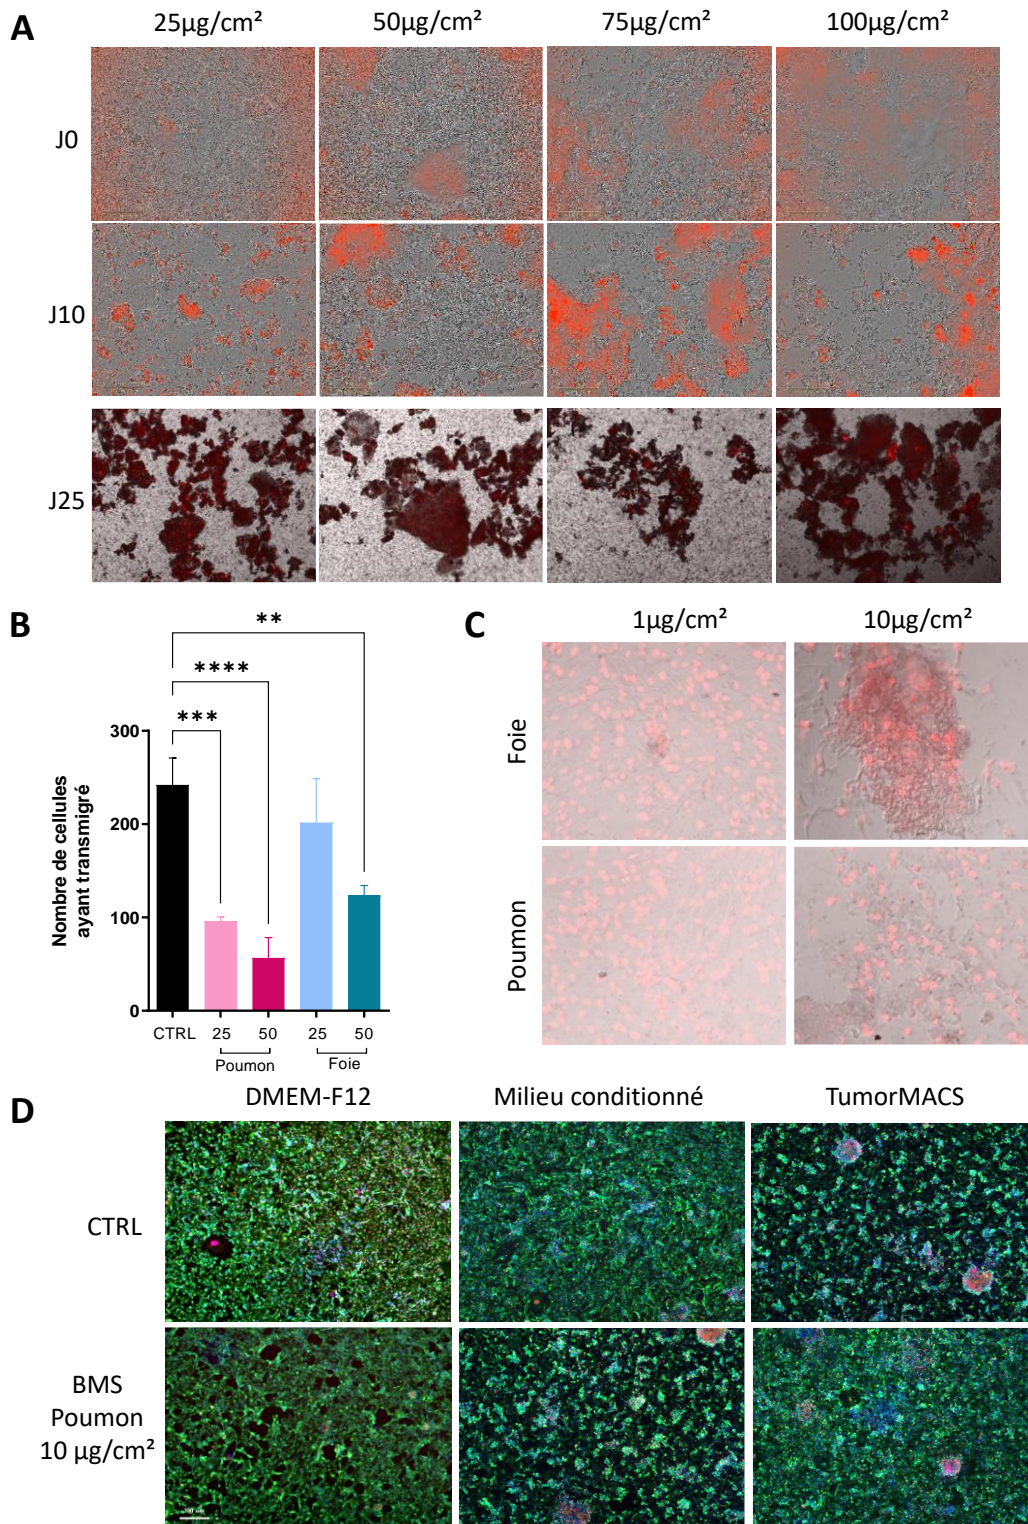 A
25µg/cm²
50µg/cm²
75µg/cm²
100µg/cm²
J0
J10
J25
B
**
****
***
Nombre de cellules
ayant transmigré
300
200
100
0
CTRL
25
50
25
50
Poumon
Foie
C
1µg/cm²
10µg/cm²
Foie
Poumon
D
DMEM-F12
Milieu conditionné
TumorMACS
CTRL
BMS
Poumon
10 µg/cm²